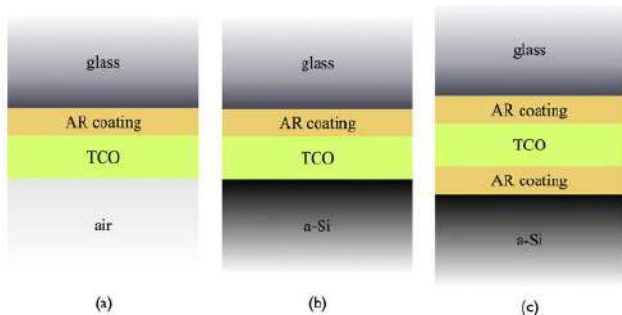 glass
AR coating
TCO
air
(a)
glass
AR coating
TCO
a-Si
(b)
glass
AR coating
TCO
AR coating
a-Si
(c)